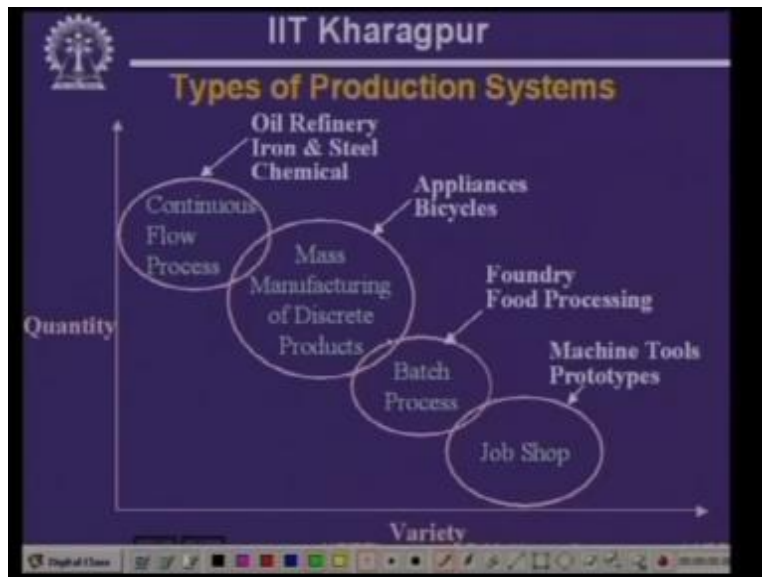 IIT Kharagpur
Types of Production Systems
Oil Refinery
Iron & Steel
Chemical
Appliances
Bicycles
Continuous
Flow
Process
Mass
Manufacturing
of Discrete
Products
Foundry
Food Processing
Quantity
Machine Tools
Prototypes
Batch
Process
Job Shop
Variety
Digital Class